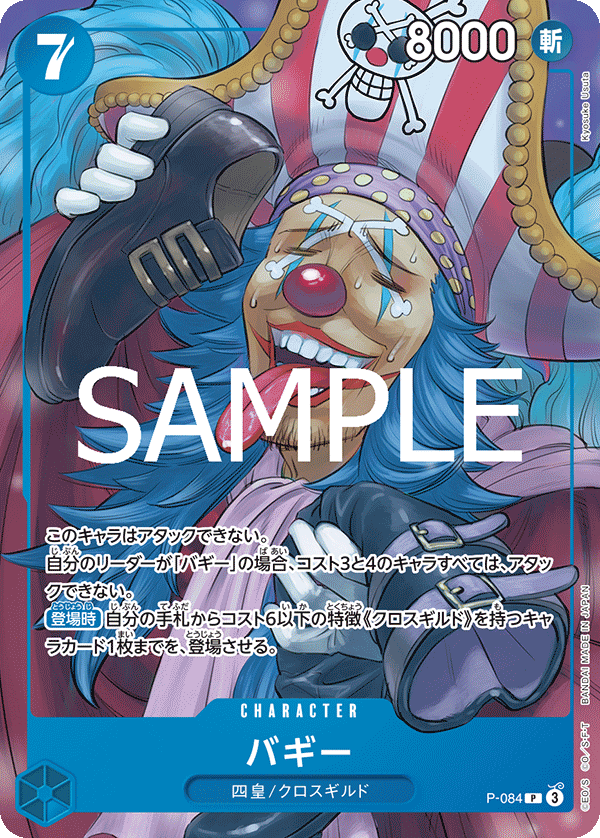 7
8000
斬
Kyosuke Usuta
SAMPLE
このキャラはアタックできない。
自分のリーダーが「バギー」の場合、コスト3と4のキャラすべては、アタッ
クできない。
登場時 自分の手札からコスト6以下の特徴《クロスギルド》を持つキャ
ラカード1枚までを、登場させる。
CHARACTER
バギー
四皇/クロスギルド
P-084 P 3
©E.O/S ©O/S・F・T BANDAI MADE IN JAPAN